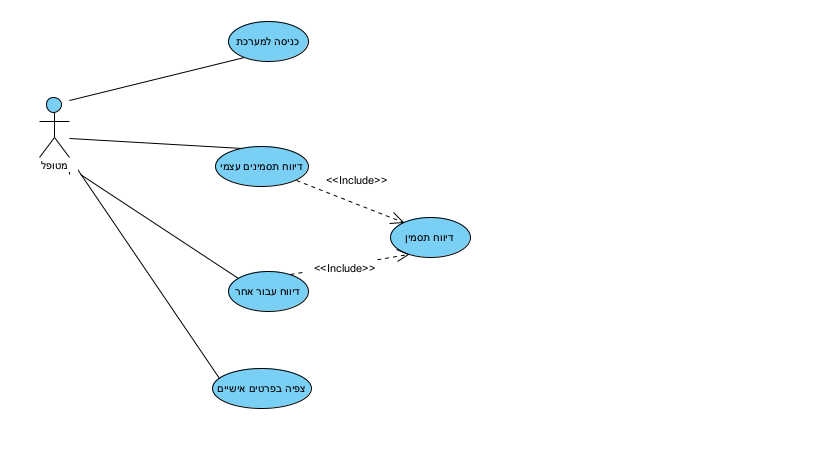 כניסה למערכת
מטופל
דיווח תסמינים עצמי
<<Include>>
דיווח תסמין
<<Include>>
דיווח עבור אחר
צפיה בפרטים אישיים